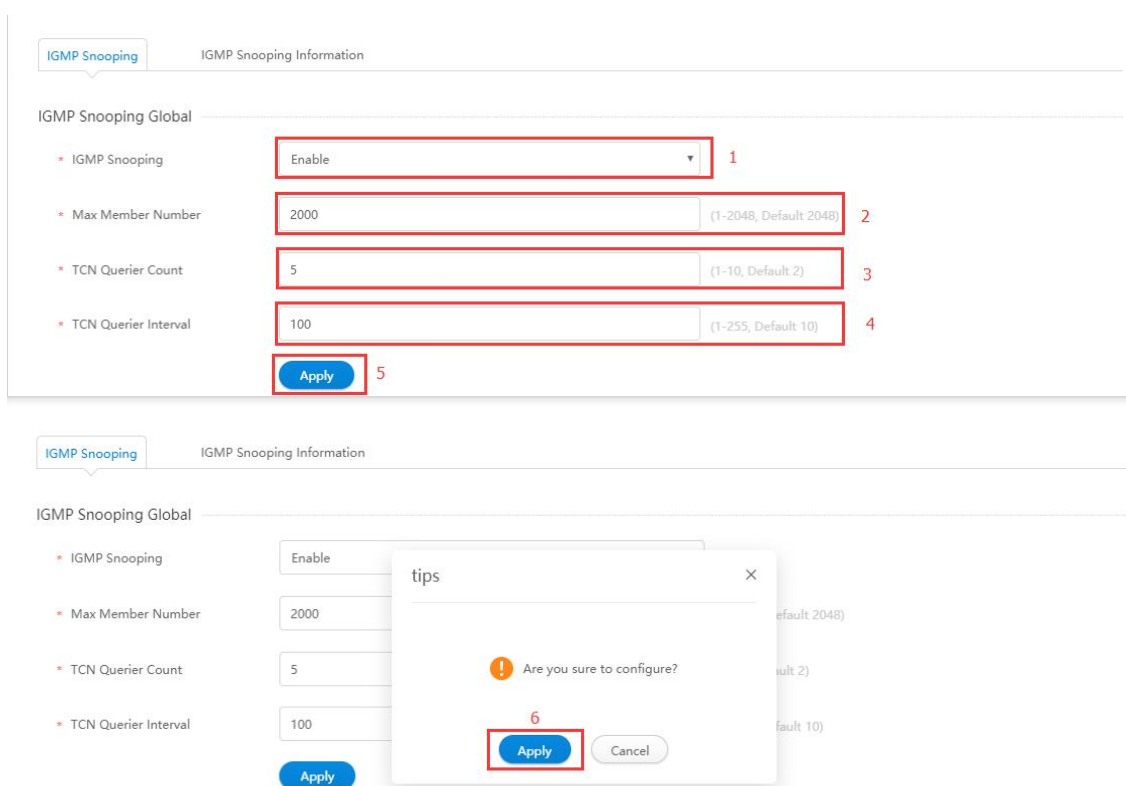 IGMP Snooping IGMP Snooping Information
IGMP Snooping Global
* IGMP Snooping Enable 1
* Max Member Number 2000 (1-2048, Default 2048) 2
* TCN Querier Count 5 (1-10, Default 2) 3
* TCN Querier Interval 100 (1-255, Default 10) 4
Apply 5
IGMP Snooping IGMP Snooping Information
IGMP Snooping Global
* IGMP Snooping Enable
tips
* Max Member Number 2000 efault 2048)
* TCN Querier Count 5 Are you sure to configure? ault 2)
* TCN Querier Interval 100 fault 10)
6
Apply Cancel
Apply